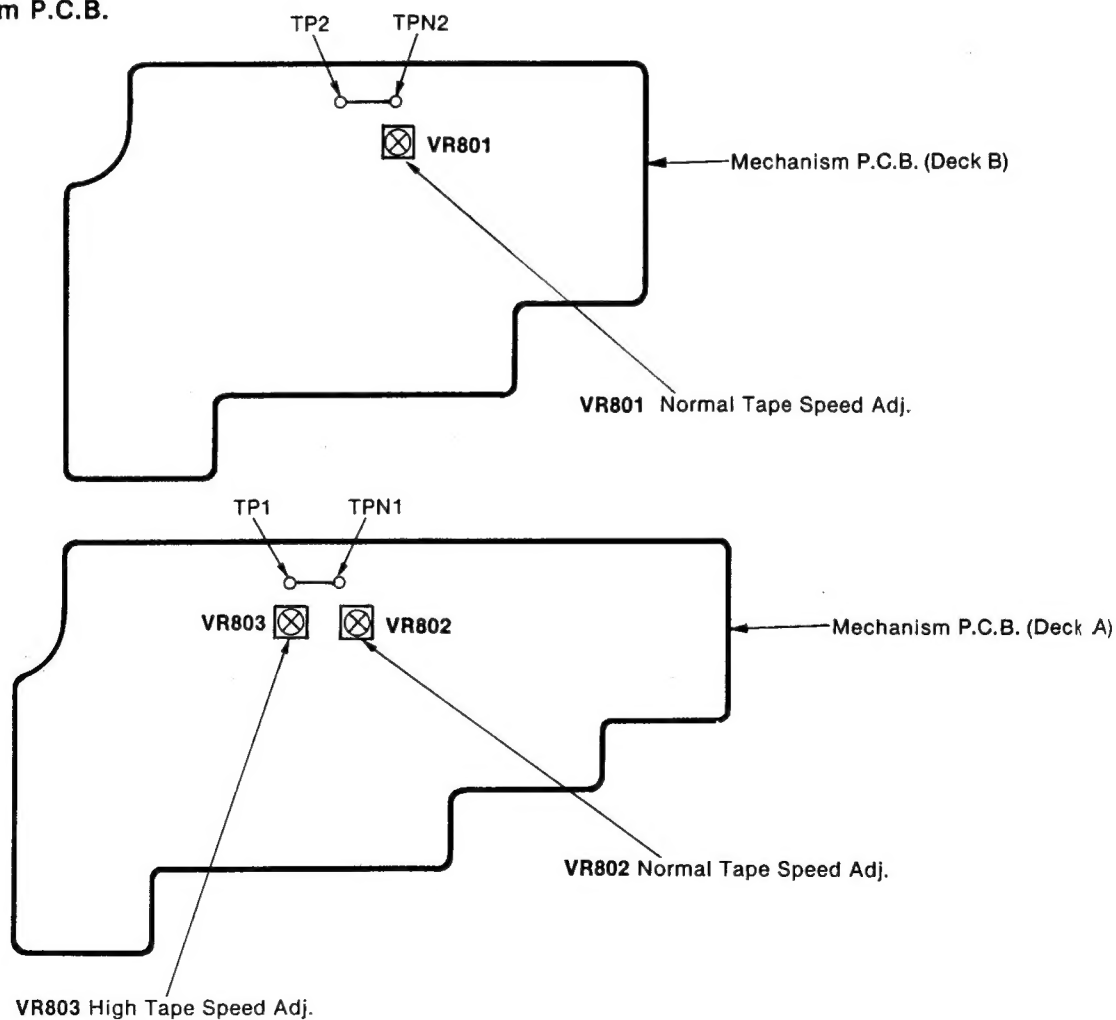 m P.C.B.
TP2 TPN2
VR801
Mechanism P.C.B. (Deck B)
VR801 Normal Tape Speed Adj.
TP1 TPN1
VR803 VR802
Mechanism P.C.B. (Deck A)
VR802 Normal Tape Speed Adj.
VR803 High Tape Speed Adj.